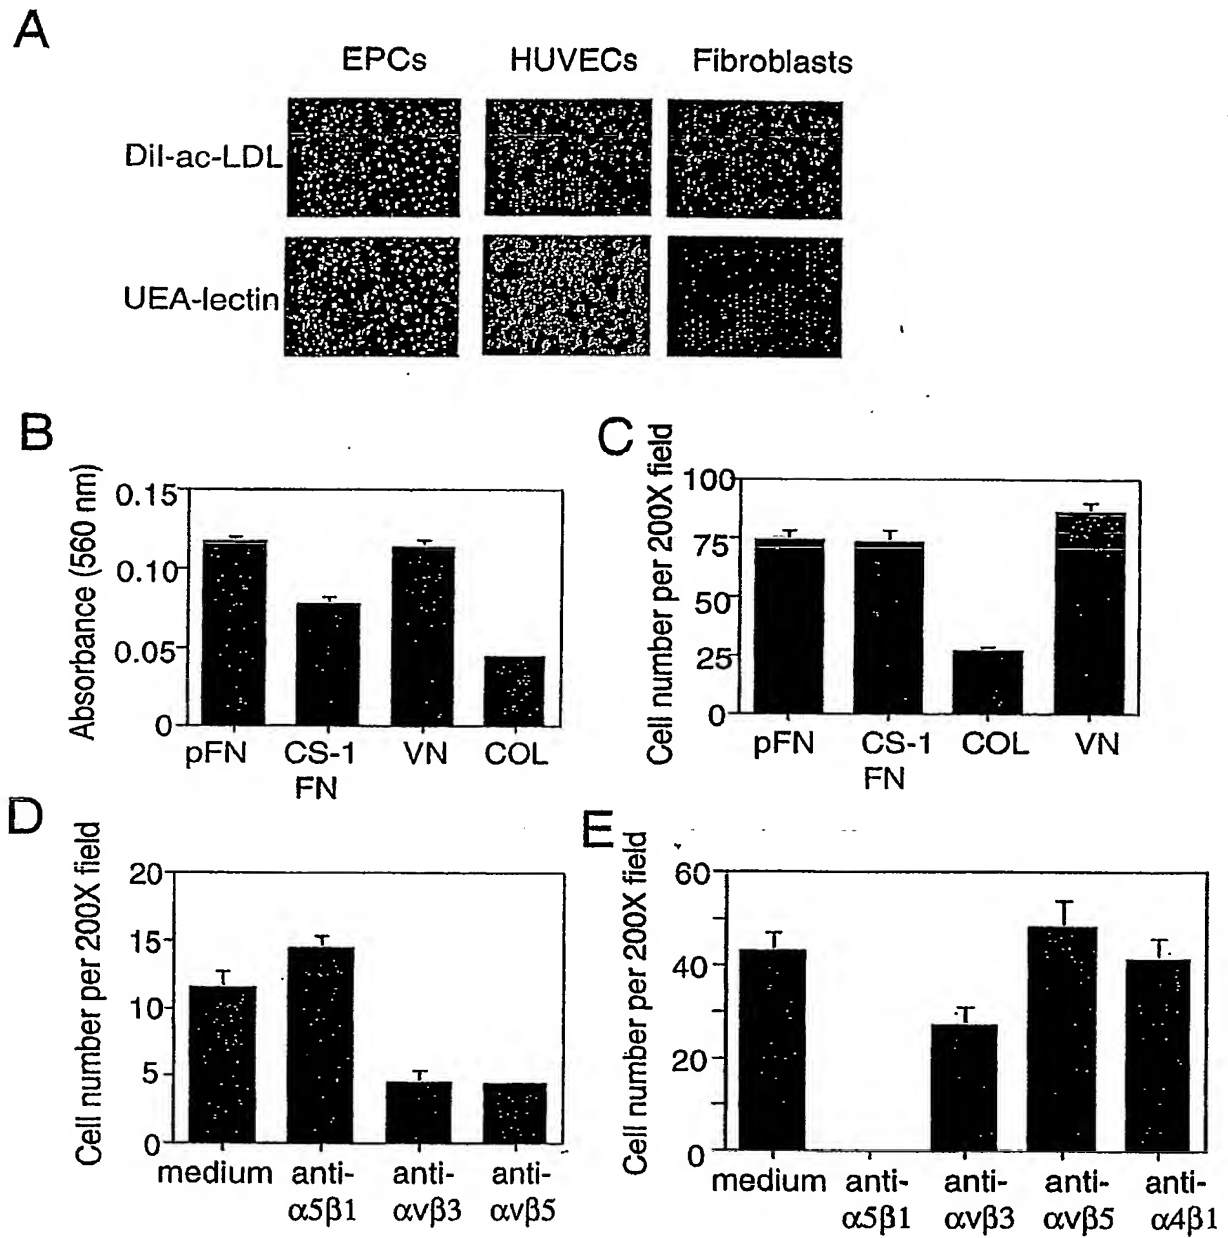 A
EPCs HUVECs Fibroblasts
DiI-ac-LDL
UEA-lectin
B
Absorbance (560 nm)
0.15
0.10
0.05
0
pFN CS-1 VN COL
FN
C
Cell number per 200X field
100
75
50
25
0
pFN CS-1 COL VN
FN
D
Cell number per 200X field
20
15
10
5
0
medium anti- anti- anti-
α5β1 αvβ3 αvβ5
E
Cell number per 200X field
60
40
20
0
medium anti- anti- anti- anti-
α5β1 αvβ3 αvβ5 α4β1